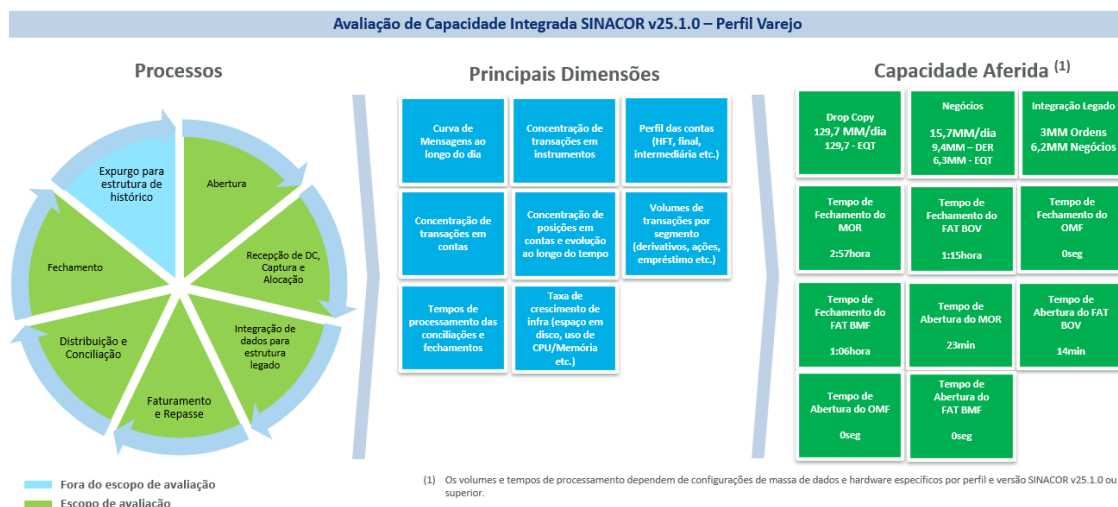 Avaliação de Capacidade Integrada SINACOR v25.1.0 – Perfil Varejo
Processos
Expurgo para
estrutura de
histórico
Abertura
Recepção de DC,
Captura e
Alocação
Integração de
dados para
estrutura
legado
Faturamento
e Repasse
Distribuição e
Conciliação
Fechamento
Fora do escopo de avaliação
Escopo de avaliação
Principais Dimensões
Curva de
Mensagens ao
longo do dia
Concentração de
transações em
instrumentos
Perfil das contas
(HFT, final,
intermediária etc.)
Concentração de
transações em
contas
Concentração de
posições em
contas e evolução
ao longo do tempo
Volumes de
transações por
segmento
(derivativos, ações,
empréstimo etc.)
Tempos de
processamento das
conciliações e
fechamentos
Taxa de
crescimento de
infra (espaço em
disco, uso de
CPU/Memória
etc.)
Capacidade Aferida (1)
Drop Copy
129,7 MM/dia
129,7 - EQT
Negócios
15,7MM/dia
9,4MM – DER
6,3MM - EQT
Integração Legado
3MM Ordens
6,2MM Negócios
Tempo de
Fechamento do
MOR
2:57hora
Tempo de
Fechamento do
FAT BOV
1:15hora
Tempo de
Fechamento do
OMF
0seg
Tempo de
Fechamento do
FAT BMF
1:06hora
Tempo de
Abertura do MOR
23min
Tempo de
Abertura do FAT
BOV
14min
Tempo de
Abertura do OMF
0seg
Tempo de
Abertura do
FAT BMF
0seg
(1) Os volumes e tempos de processamento dependem de configurações de massa de dados e hardware específicos por perfil e versão SINACOR v25.1.0 ou
superior.